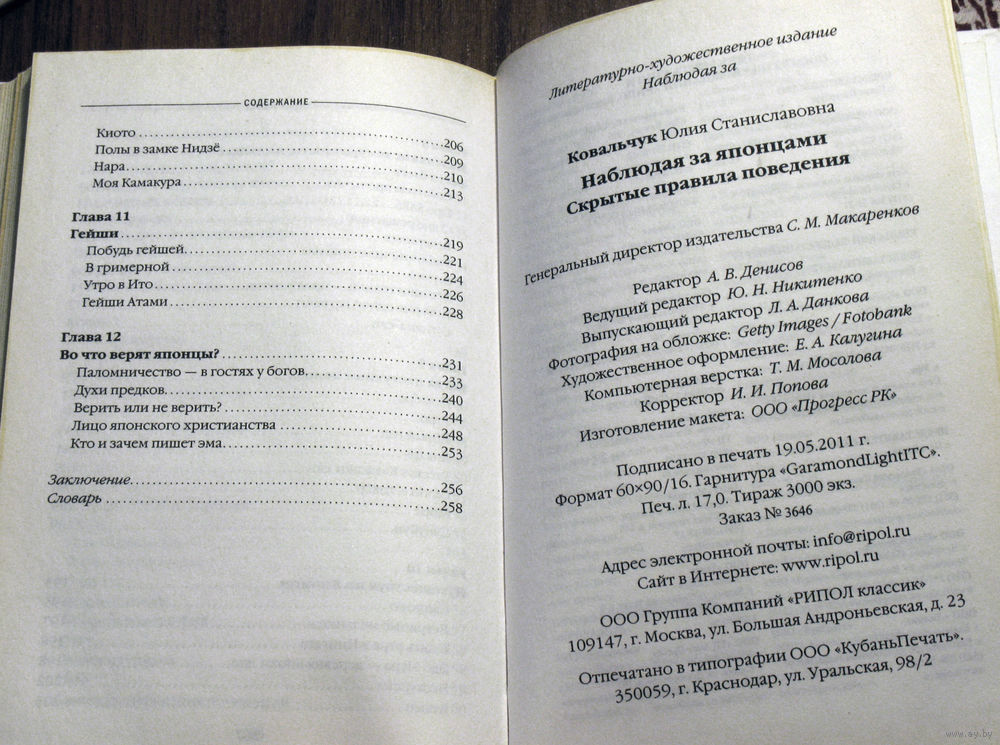 СОДЕРЖАНИЕ
Киото 206
Полы в замке Нидзё 209
Нара 210
Моя Камакура 213
Глава 11
Гейши 219
Побудь гейшей 221
В гримерной 224
Утро в Ито 226
Гейши Атами 228
Глава 12
Во что верят японцы? 231
Паломничество — в гостях у богов 233
Духи предков 240
Верить или не верить? 244
Лицо японского христианства 248
Кто и зачем пишет эма 253
Заключение 256
Словарь 258
Литературно-художественное издание
Наблюдая за
Ковальчук Юлия Станиславовна
Наблюдая за японцами
Скрытые правила поведения
Генеральный директор издательства С. М. Макаренков
Редактор А. В. Денисов
Ведущий редактор Ю. Н. Никитенко
Выпускающий редактор Л. А. Данкова
Фотография на обложке: Getty Images / Fotobank
Художественное оформление: Е. А. Калугина
Компьютерная верстка: Т. М. Мосолова
Корректор И. И. Попова
Изготовление макета: ООО «Прогресс РК»
Подписано в печать 19.05.2011 г.
Формат 60×90/16. Гарнитура «GaramondLightITC».
Печ. л. 17,0. Тираж 3000 экз.
Заказ № 3646
Адрес электронной почты: info@ripol.ru
Сайт в Интернете: www.ripol.ru
ООО Группа Компаний «РИПОЛ классик»
109147, г. Москва, ул. Большая Андроньевская, д. 23
Отпечатано в типографии ООО «КубаньПечать».
350059, г. Краснодар, ул. Уральская, 98/2
www.ay.by